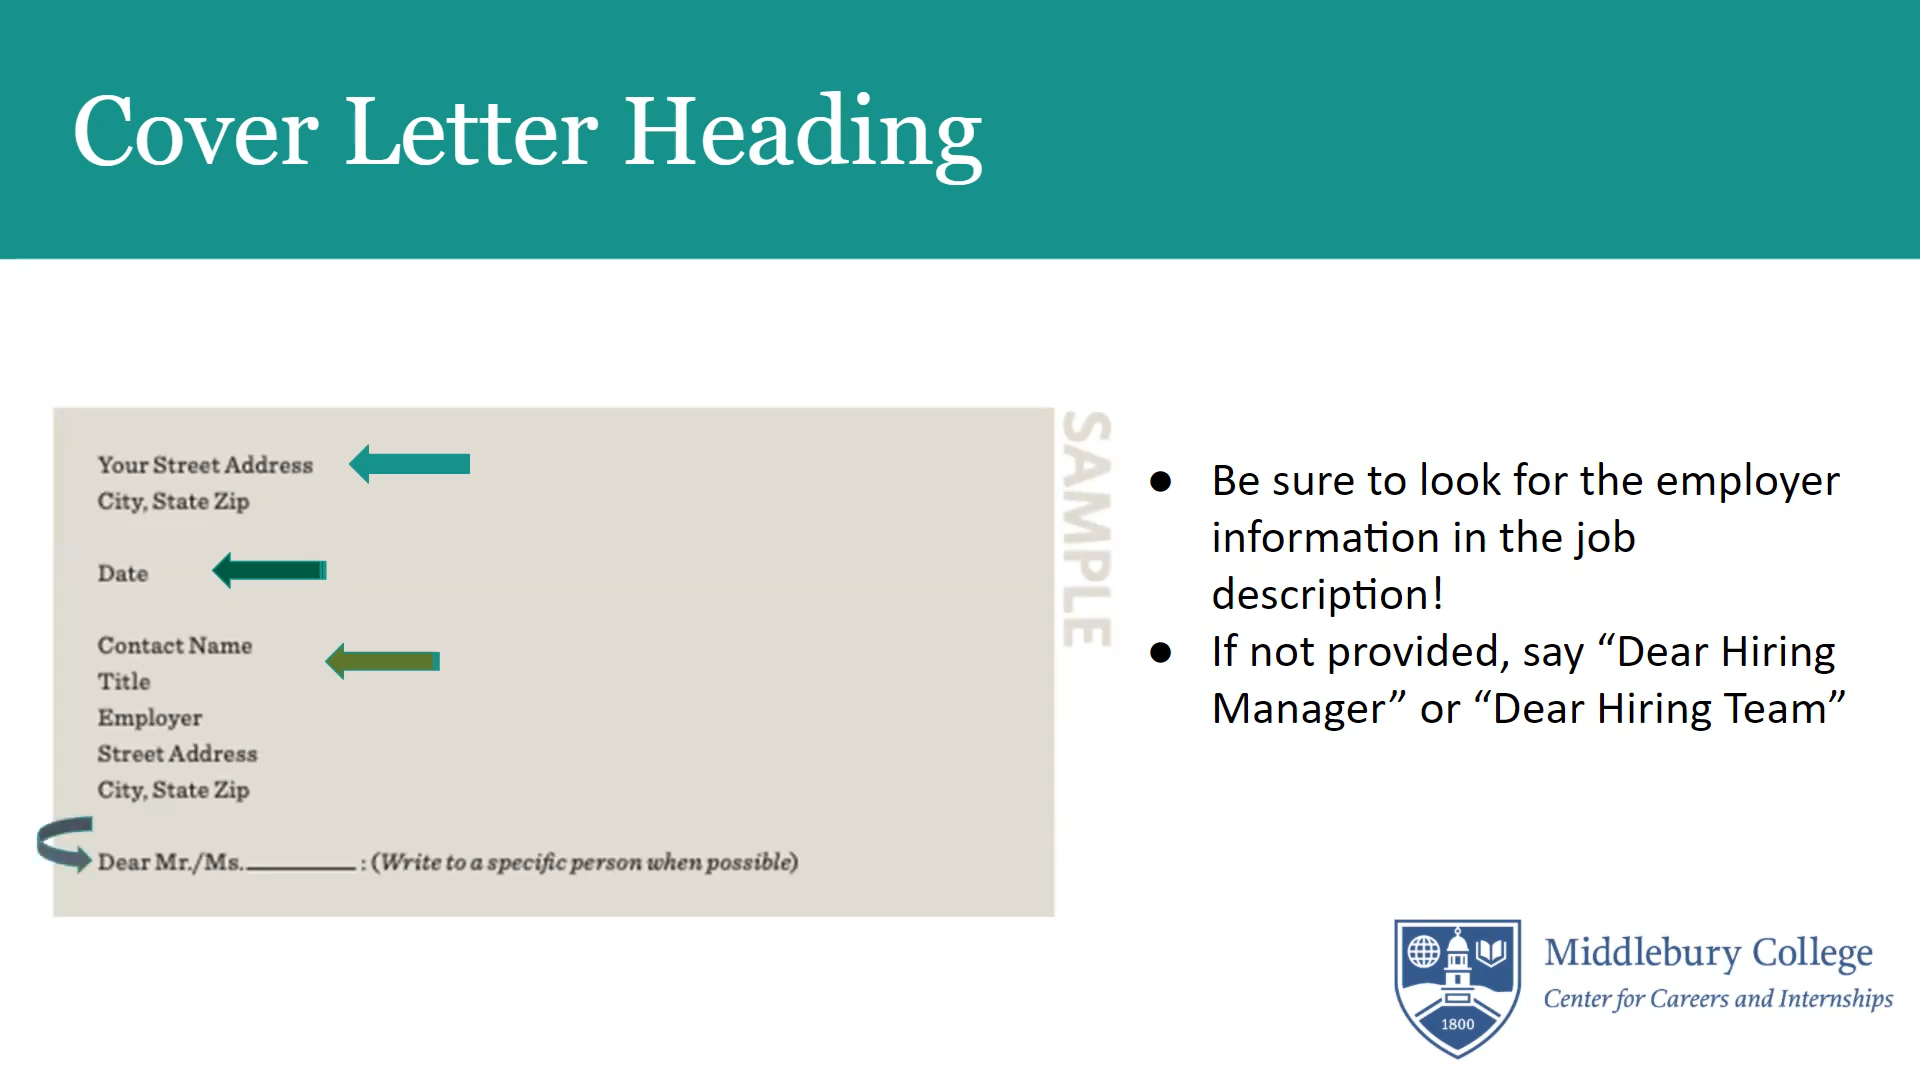 Cover Letter Heading
Your Street Address
City, State Zip
Date
Contact Name
Title
Employer
Street Address
City, State Zip
Dear Mr./Ms.__________ : (Write to a specific person when possible)
SAMPLE
● Be sure to look for the employer
information in the job
description!
● If not provided, say “Dear Hiring
Manager” or “Dear Hiring Team”
1800
Middlebury College
Center for Careers and Internships